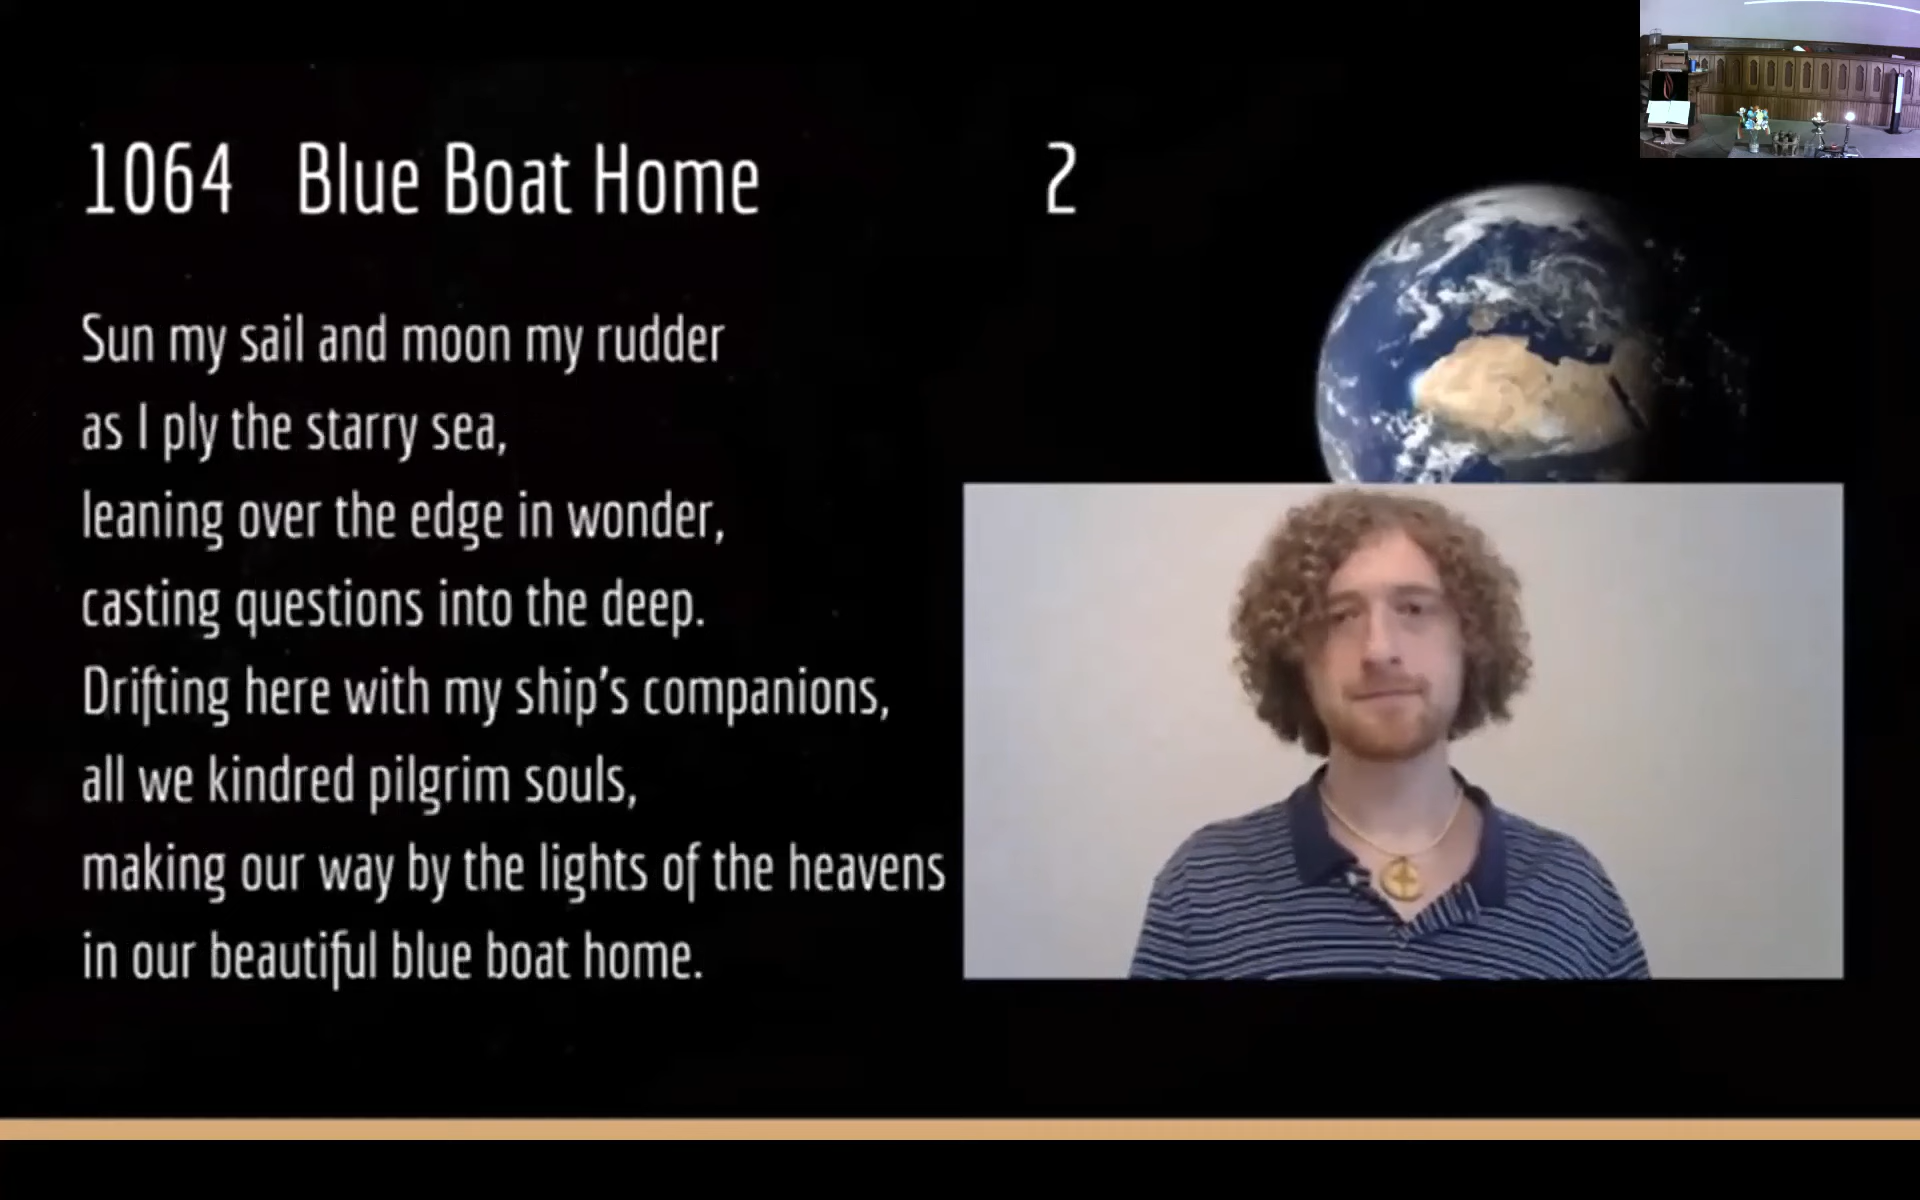 1064 Blue Boat Home 2
Sun my sail and moon my rudder
as I ply the starry sea,
leaning over the edge in wonder,
casting questions into the deep.
Drifting here with my ship's companions,
all we kindred pilgrim souls,
making our way by the lights of the heavens
in our beautiful blue boat home.